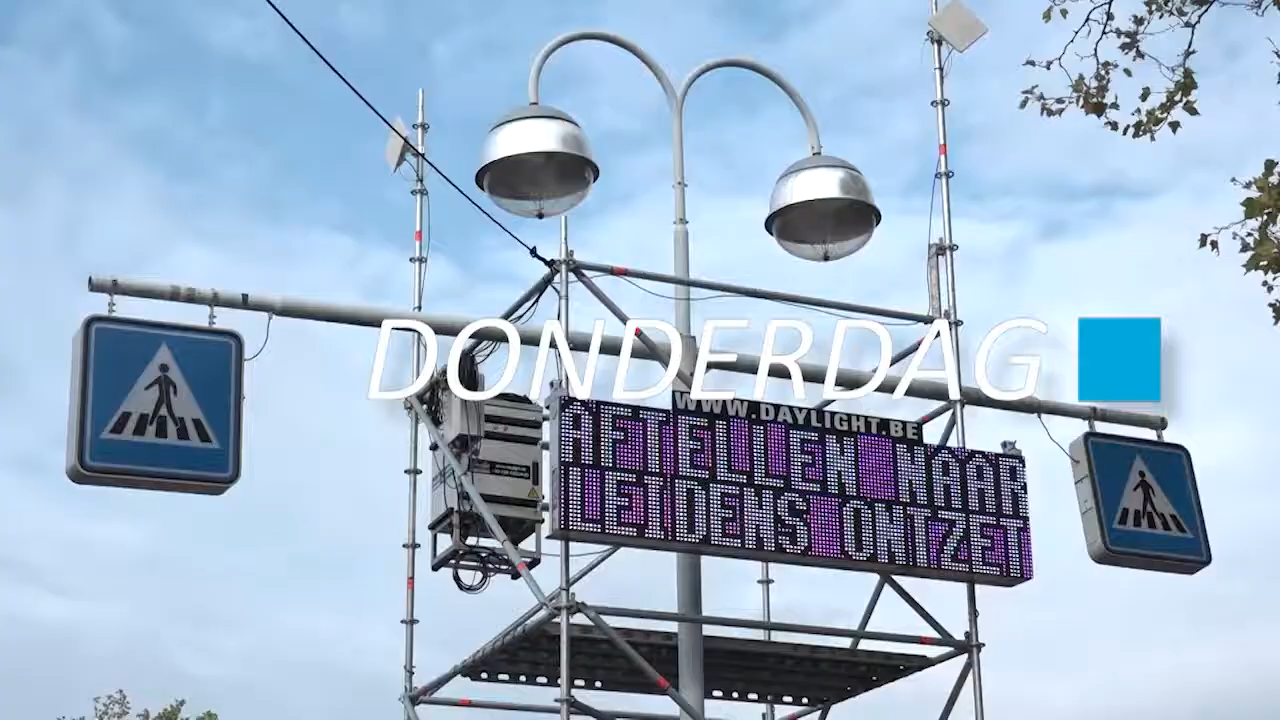 DONDERDAG
WWW.DAYLIGHT.BE
AFTELLEN NAAR
LEIDENS ONTZET